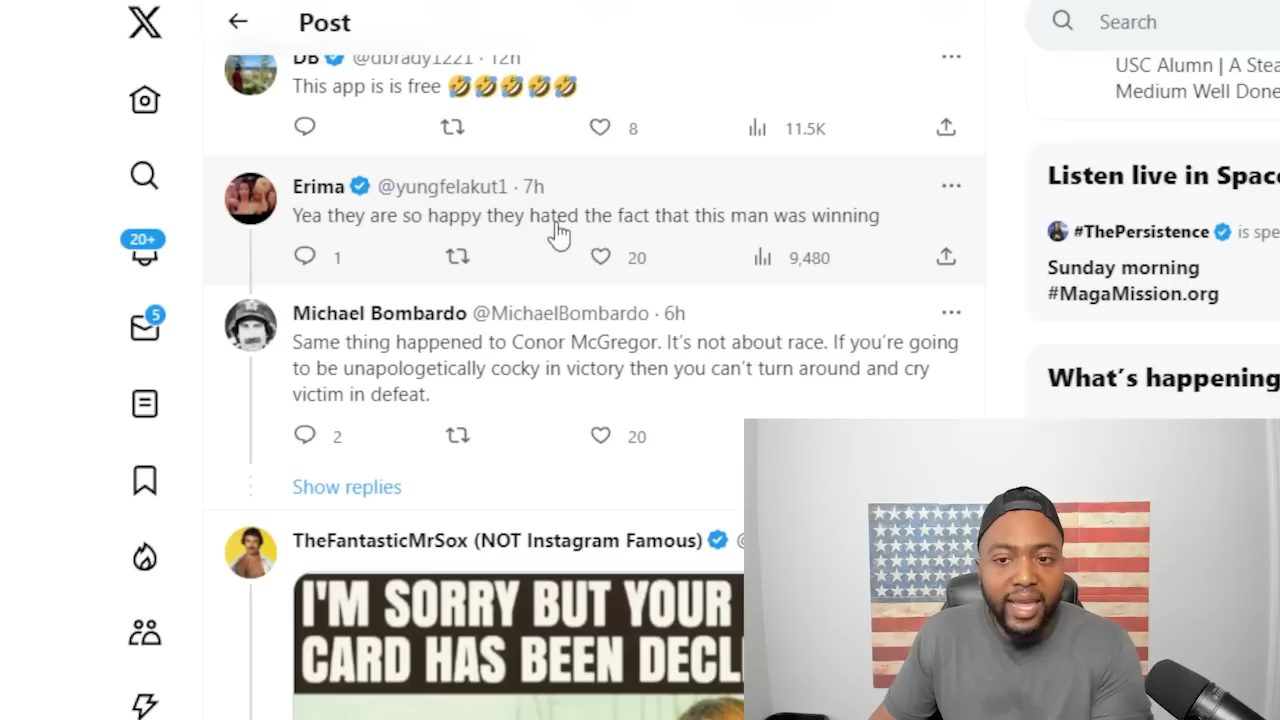 Post
Search
DB @dbrady1221 · 12h
This app is is free 🤣🤣🤣🤣🤣
8 11.5K
USC Alumn | A Stea
Medium Well Done
Erima @yungfelakut1 · 7h
Yea they are so happy they hated the fact that this man was winning
1 20 9,480
20+
Listen live in Spac
#ThePersistence is spe
Sunday morning
#MagaMission.org
Michael Bombardo @MichaelBombardo · 6h
Same thing happened to Conor McGregor. It's not about race. If you're going
to be unapologetically cocky in victory then you can't turn around and cry
victim in defeat.
2 20
5
What's happening
Show replies
TheFantasticMrSox (NOT Instagram Famous) @
I'M SORRY BUT YOUR
CARD HAS BEEN DECL